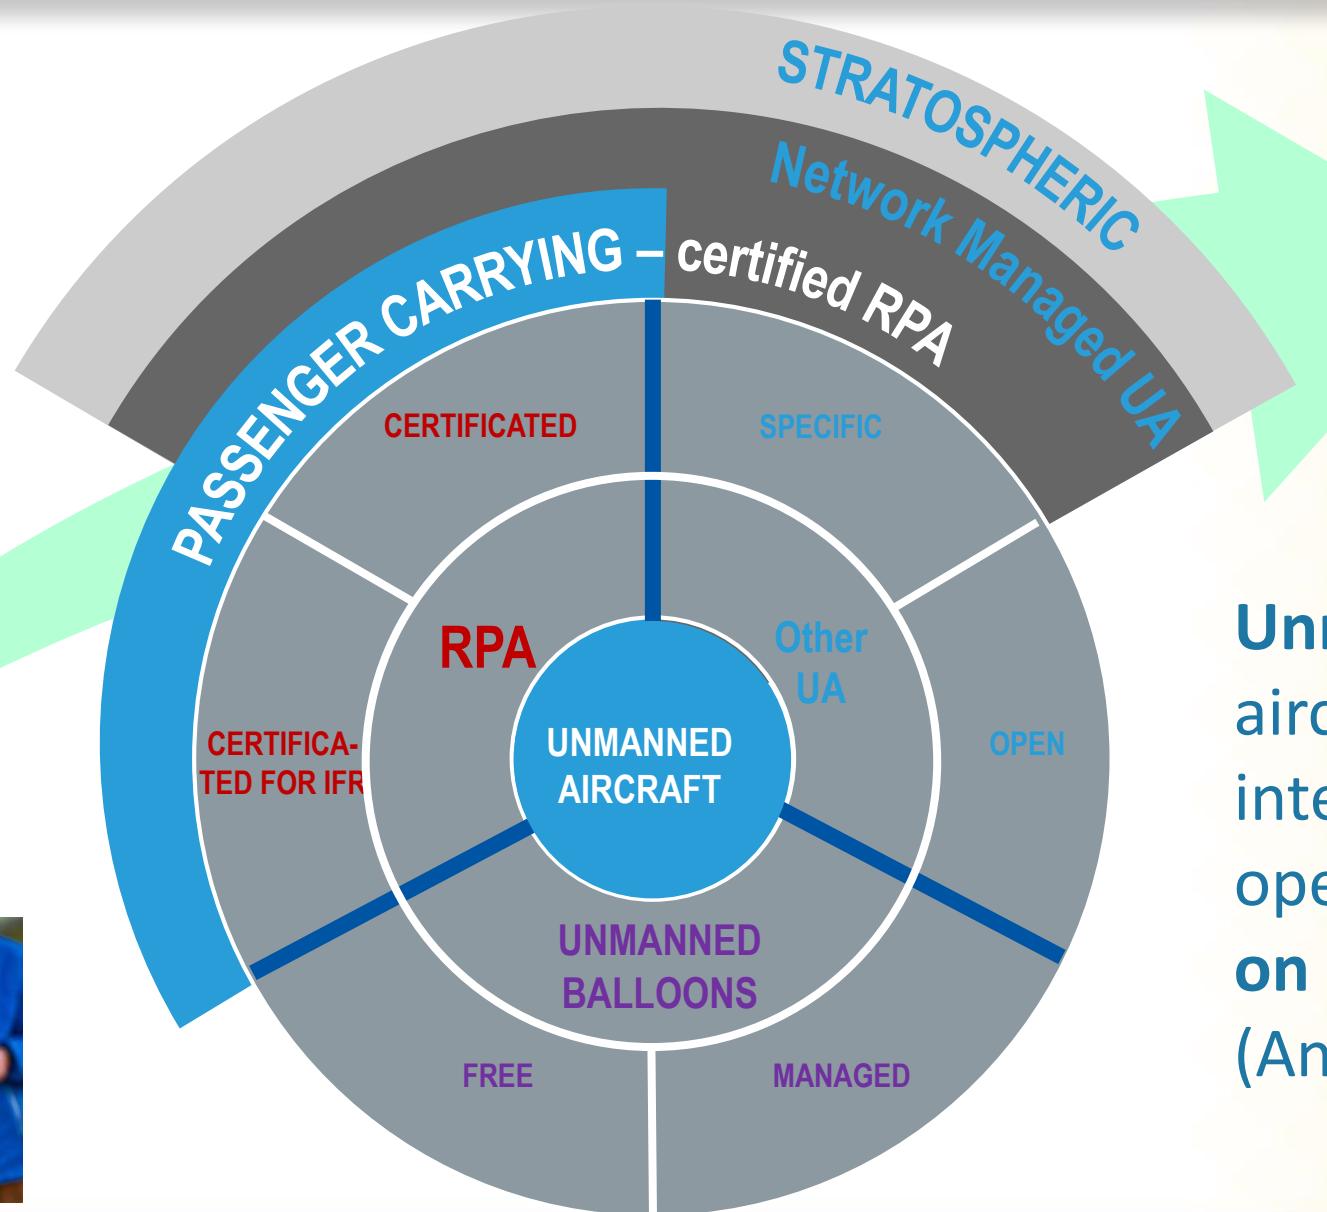 STRATOSPHERIC
Network Managed UA
PASSENGER CARRYING – certified RPA
CERTIFICATED
SPECIFIC
RPA
Other
UA
CERTIFICA-
TED FOR IFR
UNMANNED
AIRCRAFT
OPEN
UNMANNED
BALLOONS
FREE
MANAGED
on